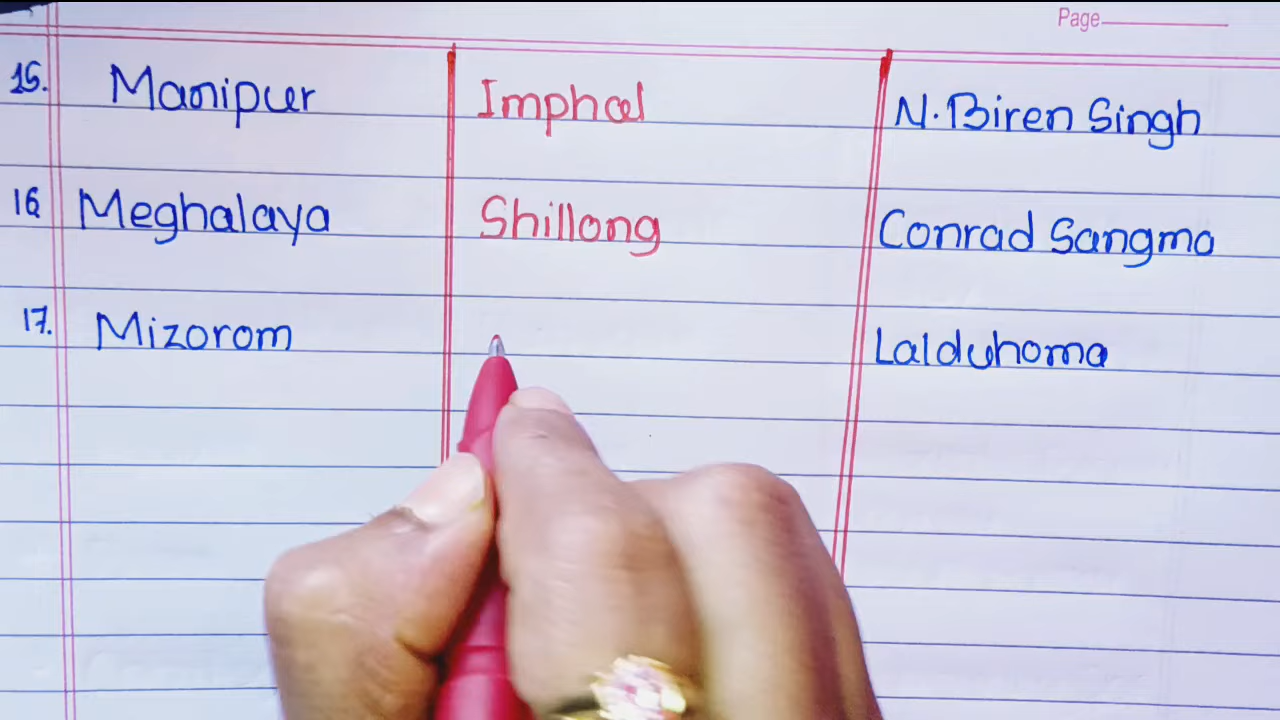 Page
15. Manipur Imphal N. Biren Singh
16 Meghalaya Shillong Conrad Sangma
17. Mizorom Lalduhoma